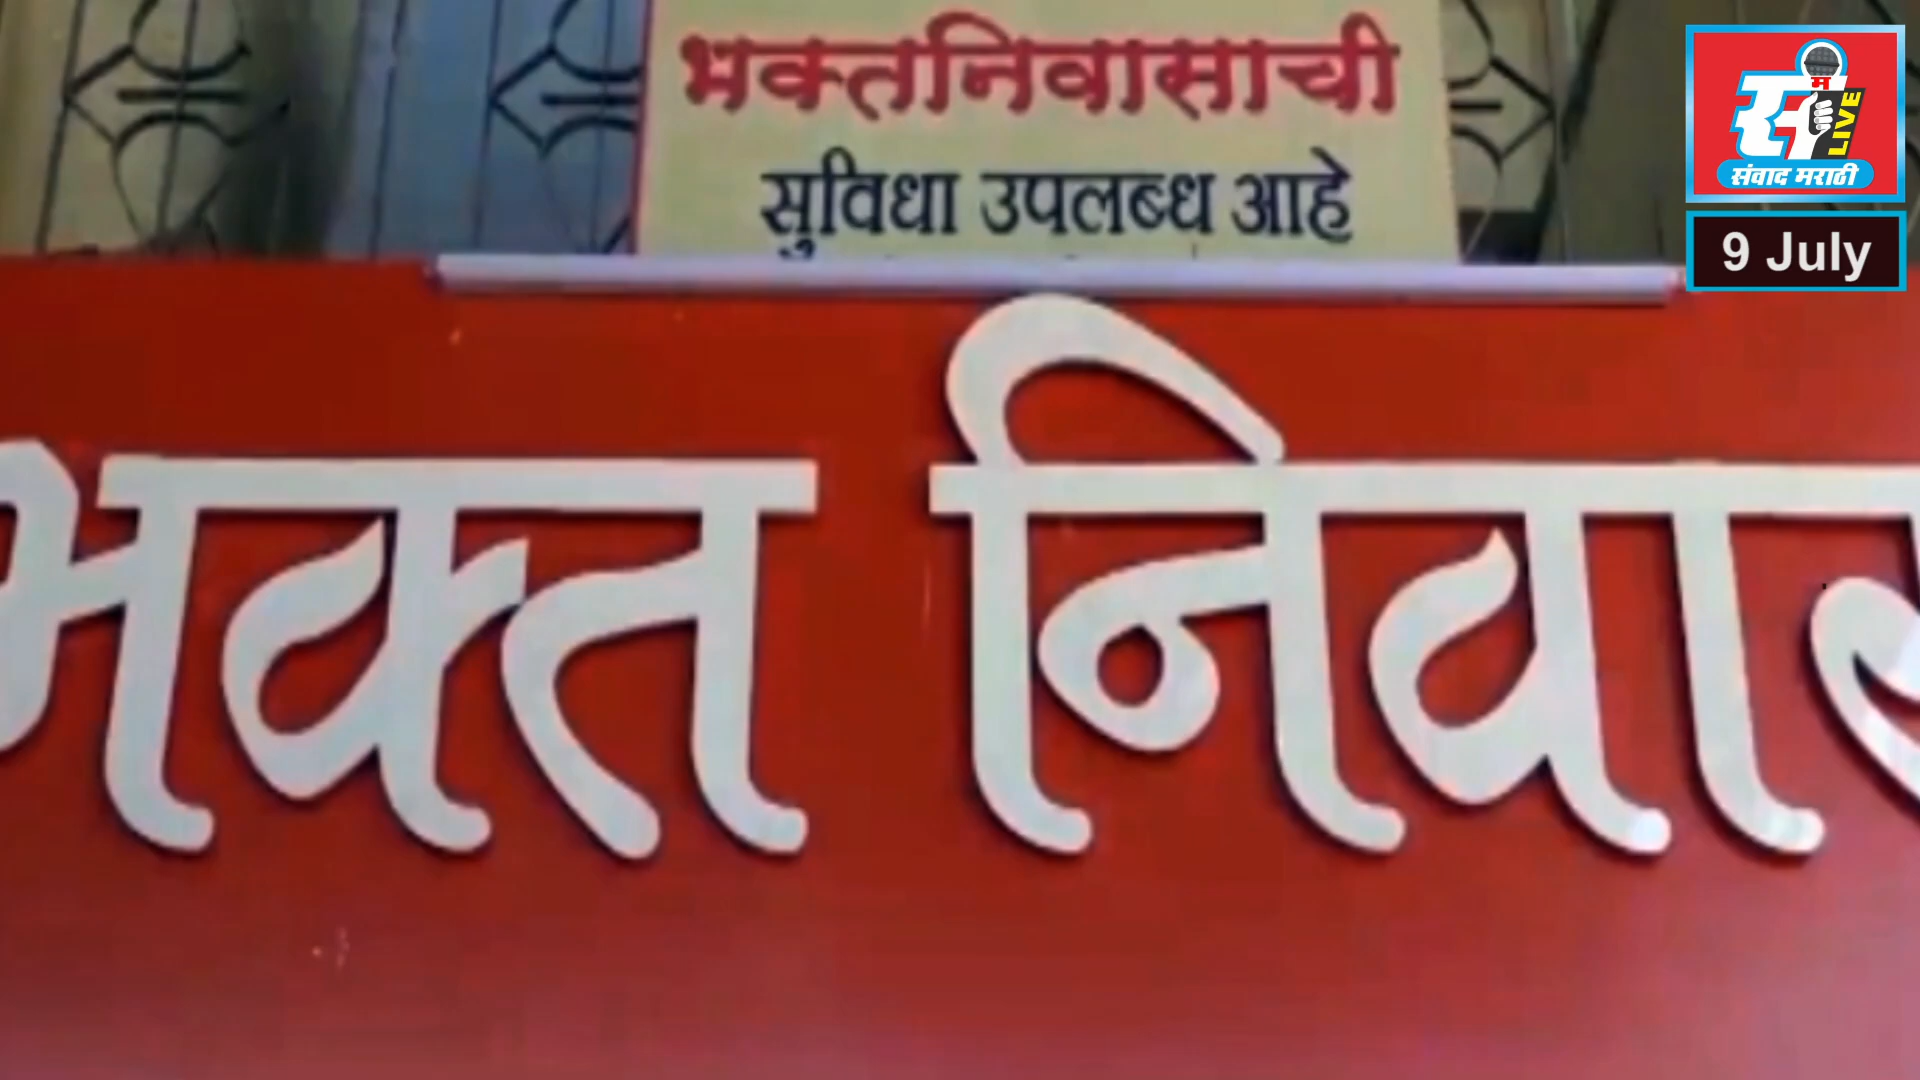 भक्तनिवासाची
सुविधा उपलब्ध आहे
सं
म
LIVE
संवाद मराठी
9 July
भक्त निवास